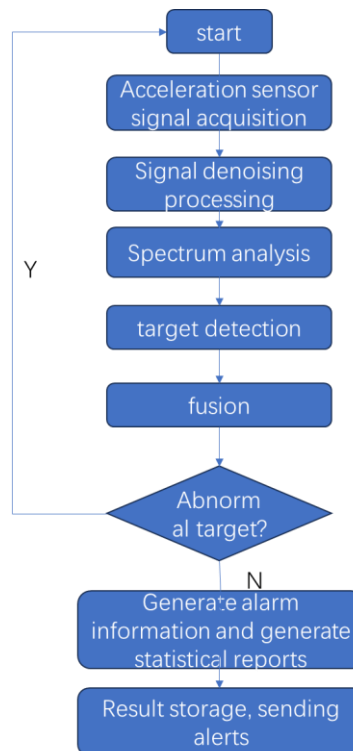 start
Acceleration sensor
signal acquisition
Signal denoising
processing
Spectrum analysis
Y
target detection
fusion
Abnorm
al target?
N
Generate alarm
information and generate
statistical reports
Result storage, sending
alerts